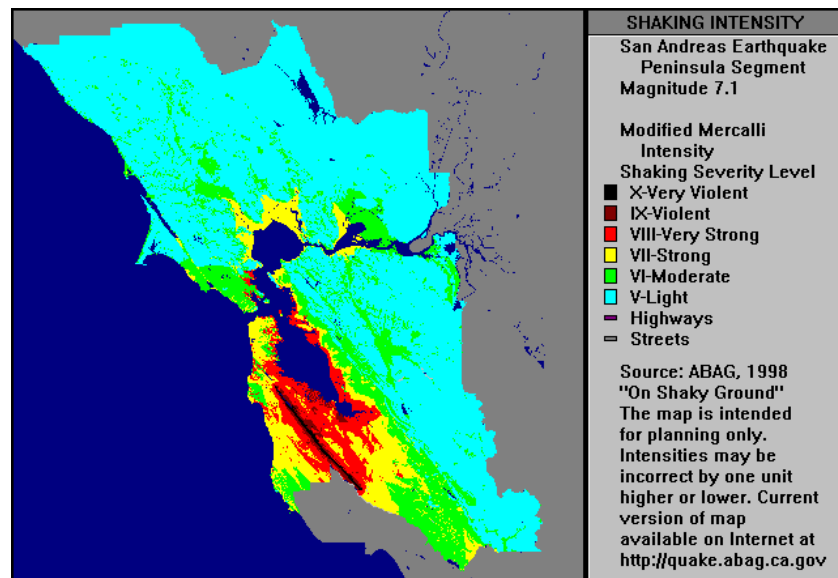 SHAKING INTENSITY
San Andreas Earthquake
Peninsula Segment
Magnitude 7.1
Modified Mercalli
Intensity
Shaking Severity Level
X-Very Violent
IX-Violent
VIII-Very Strong
VII-Strong
VI-Moderate
V-Light
Highways
Streets
Source: ABAG, 1998
"On Shaky Ground"
The map is intended
for planning only.
Intensities may be
incorrect by one unit
higher or lower. Current
version of map
available on Internet at
http://quake.abag.ca.gov